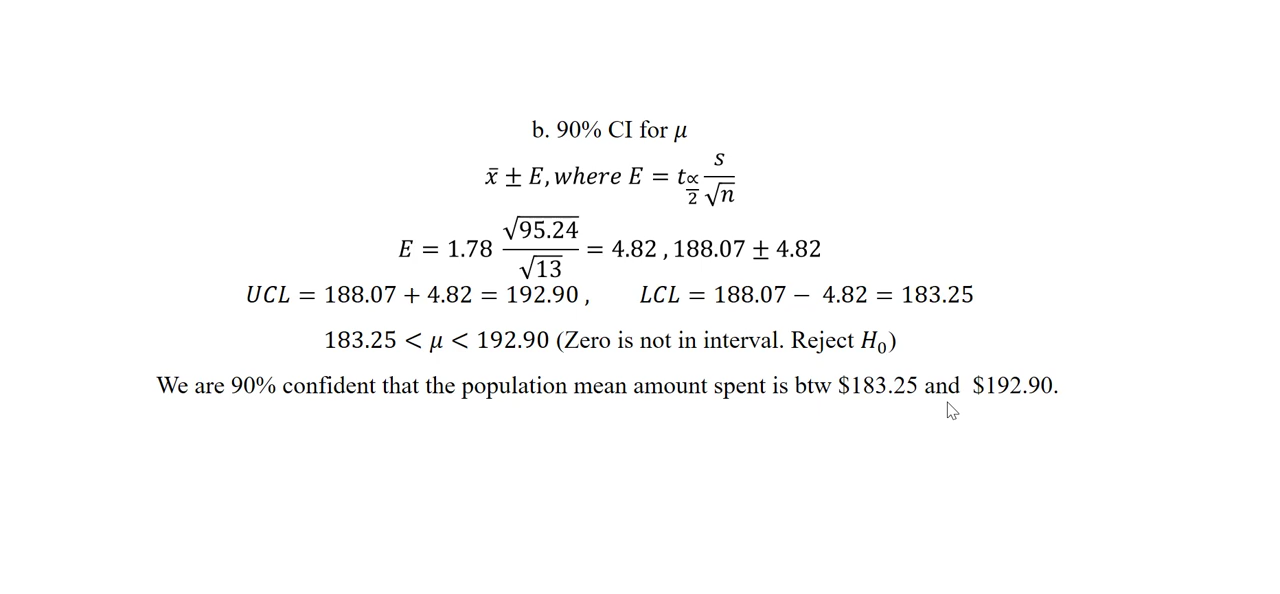 b. 90% CI for μ
x̄ ± E, where E = t∝/2 s/√n
E = 1.78 √95.24/√13 = 4.82 , 188.07 ± 4.82
UCL = 188.07 + 4.82 = 192.90 , LCL = 188.07 − 4.82 = 183.25
183.25 < μ < 192.90 (Zero is not in interval. Reject H₀)
We are 90% confident that the population mean amount spent is btw $183.25 and $192.90.